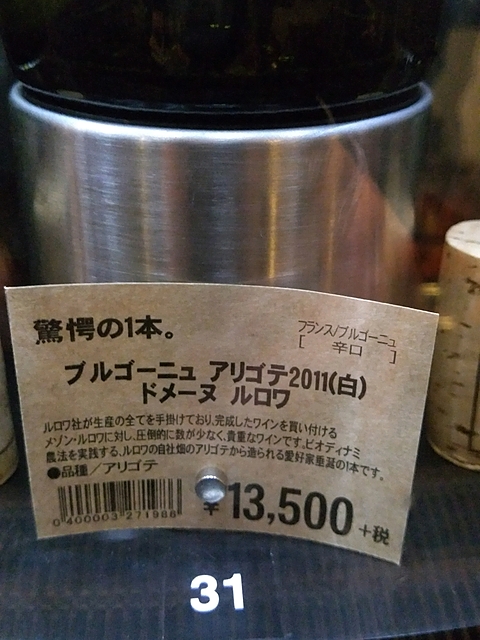 驚愕の1本。
フランス/ブルゴーニュ
[ 辛口 ]
ブルゴーニュ アリゴテ2011(白)
ドメーヌ ルロワ
ルロワ社が生産の全てを手掛けており、完成したワインを買い付ける
メゾン・ルロワに対し、圧倒的に数が少なく、貴重なワインです。ビオディナミ
農法を実践する、ルロワの自社畑のアリゴテから造られる愛好家垂涎の1本です。
●品種/アリゴテ
0 400003 271988
¥13,500 +税
31